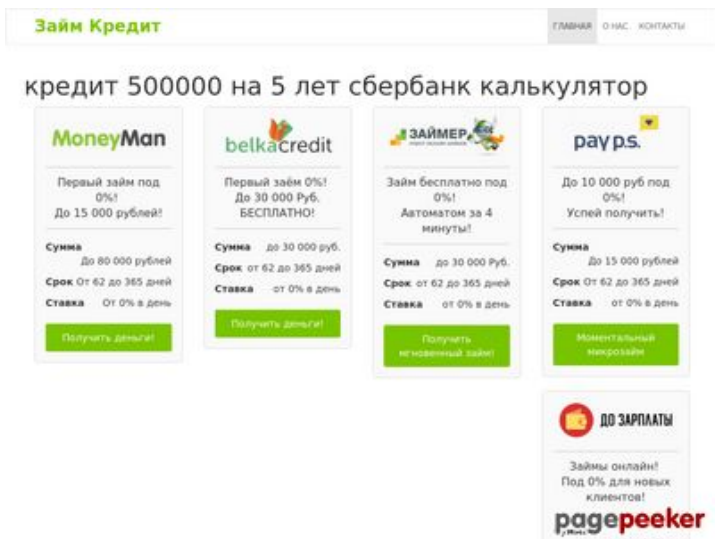 Займ Кредит
ГЛАВНАЯ О НАС КОНТАКТЫ
кредит 500000 на 5 лет сбербанк калькулятор
MoneyMan
Первый займ под
0%!
До 15 000 рублей!
Сумма
До 80 000 рублей
Срок От 62 до 365 дней
Ставка От 0% в день
Получить деньги!
belkacredit
Первый заём 0%!
До 30 000 Руб.
БЕСПЛАТНО!
Сумма до 30 000 руб.
Срок от 62 до 365 дней
Ставка от 0% в день
Получить деньги!
ЗАЙМЕР
Займ бесплатно под
0%!
Автоматом за 4
минуты!
Сумма до 30 000 Руб.
Срок от 62 до 365 дней
Ставка от 0% в день
Получить
мгновенный займ!
pay p.s.
До 10 000 руб под
0%!
Успей получить!
Сумма
До 15 000 рублей
Срок От 62 до 365 дней
Ставка от 0% в день
Моментальный
микрозайм
ДО ЗАРПЛАТЫ
Займы онлайн!
Под 0% для новых
клиентов!
pagepeeker